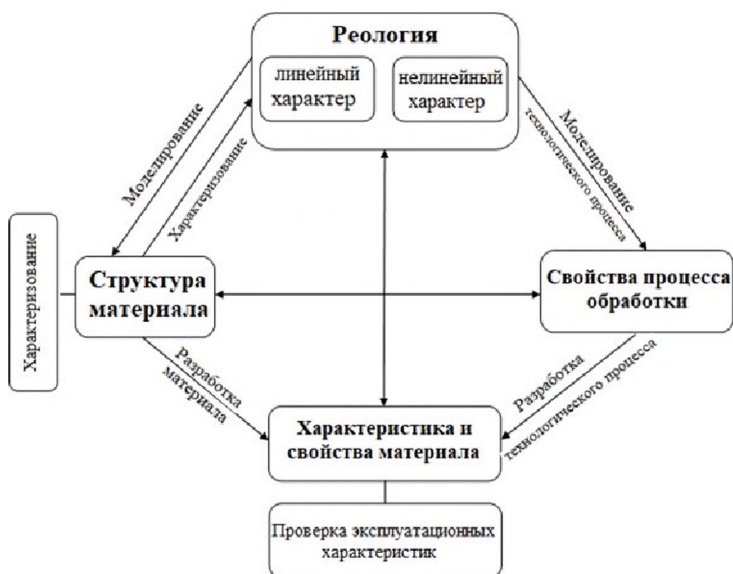 Реология
линейный
характер
нелинейный
характер
Моделирование
Характеризование
Моделирование
технологического процесса
Характеризование
Структура
материала
Свойства процесса
обработки
Разработка
материала
Разработка
технологического процесса
Характеристика и
свойства материала
Проверка эксплуатационных
характеристик